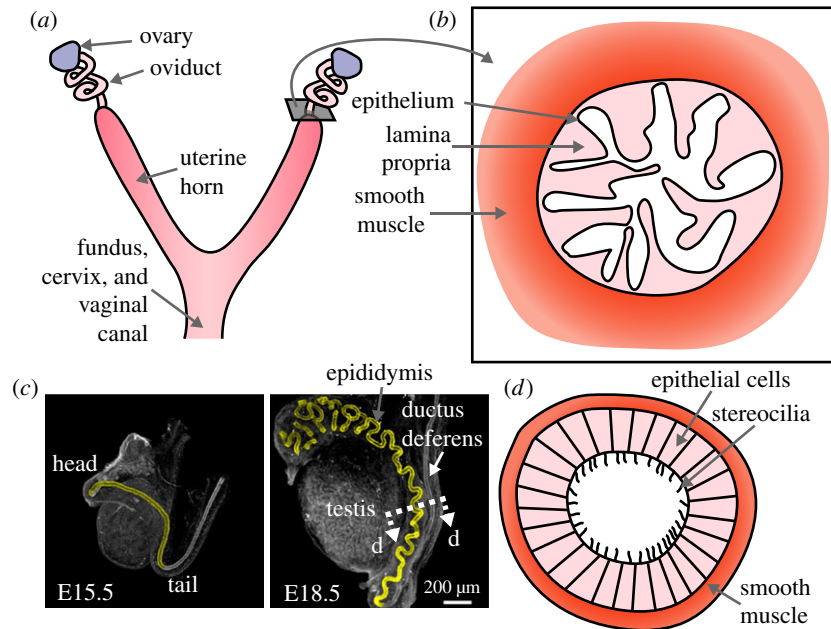 (a)
ovary
oviduct
uterine
horn
fundus,
cervix, and
vaginal
canal
(b)
epithelium
lamina
propria
smooth
muscle
(c)
head
tail
E15.5
epididymis
ductus
deferens
testis
d
d
E18.5
200 µm
(d)
epithelial cells
stereocilia
smooth
muscle